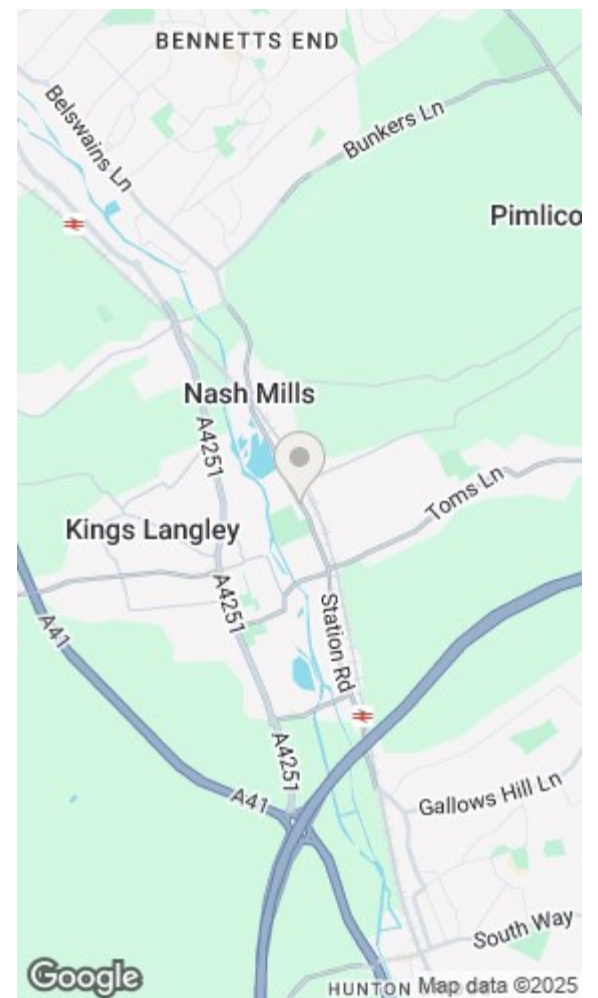 BENNETTS END
Belswains Ln
Bunkers Ln
Pimlico
Nash Mills
A4251
Toms Ln
Kings Langley
A4251
Station Rd
A41
A4251
A41
Gallows Hill Ln
South Way
Google
HUNTON
Map data ©2025